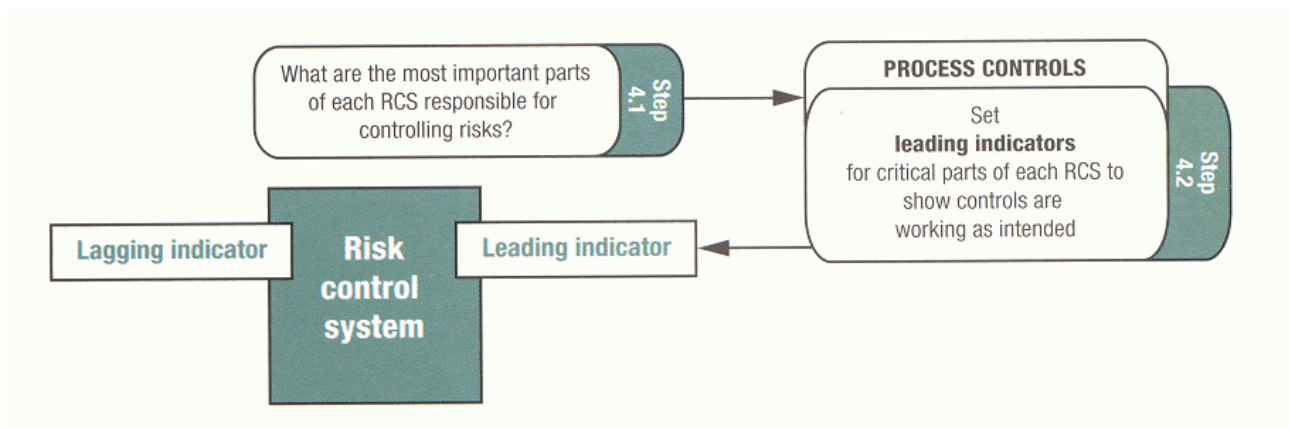 What are the most important parts
of each RCS responsible for
controlling risks?
Step
4.1
PROCESS CONTROLS
Set
leading indicators
for critical parts of each RCS to
show controls are
working as intended
Step
4.2
Lagging indicator
Risk
control
system
Leading indicator